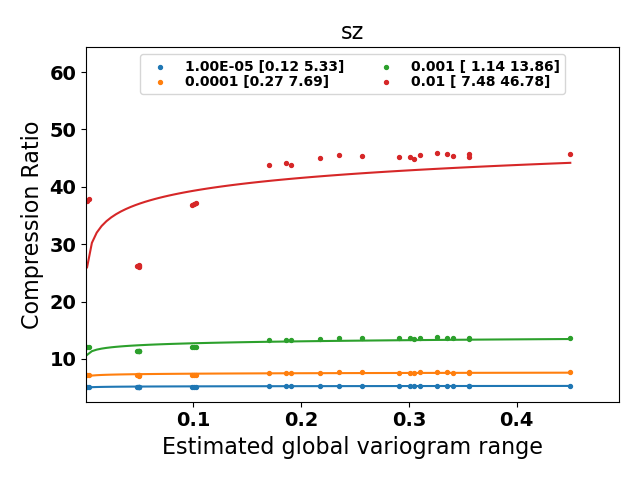 sz
1.00E-05 [0.12 5.33]
0.0001 [0.27 7.69]
0.001 [ 1.14 13.86]
0.01 [ 7.48 46.78]
Compression Ratio
60
50
40
30
20
10
0.1 0.2 0.3 0.4
Estimated global variogram range